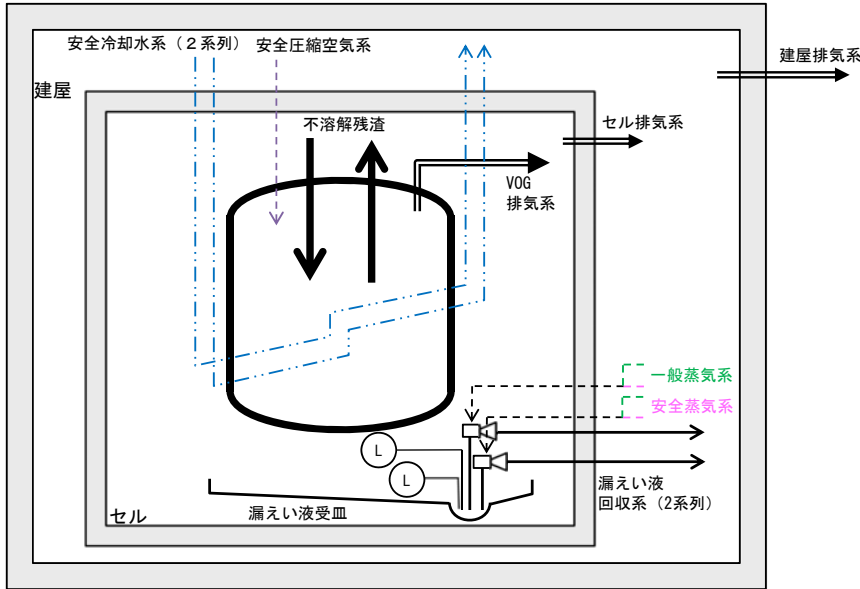 安全冷却水系（２系列）
安全圧縮空気系
建屋排気系
建屋
セル排気系
不溶解残渣
VOG
排気系
一般蒸気系
安全蒸気系
L
L
漏えい液
回収系（2系列）
漏えい液受皿
セル